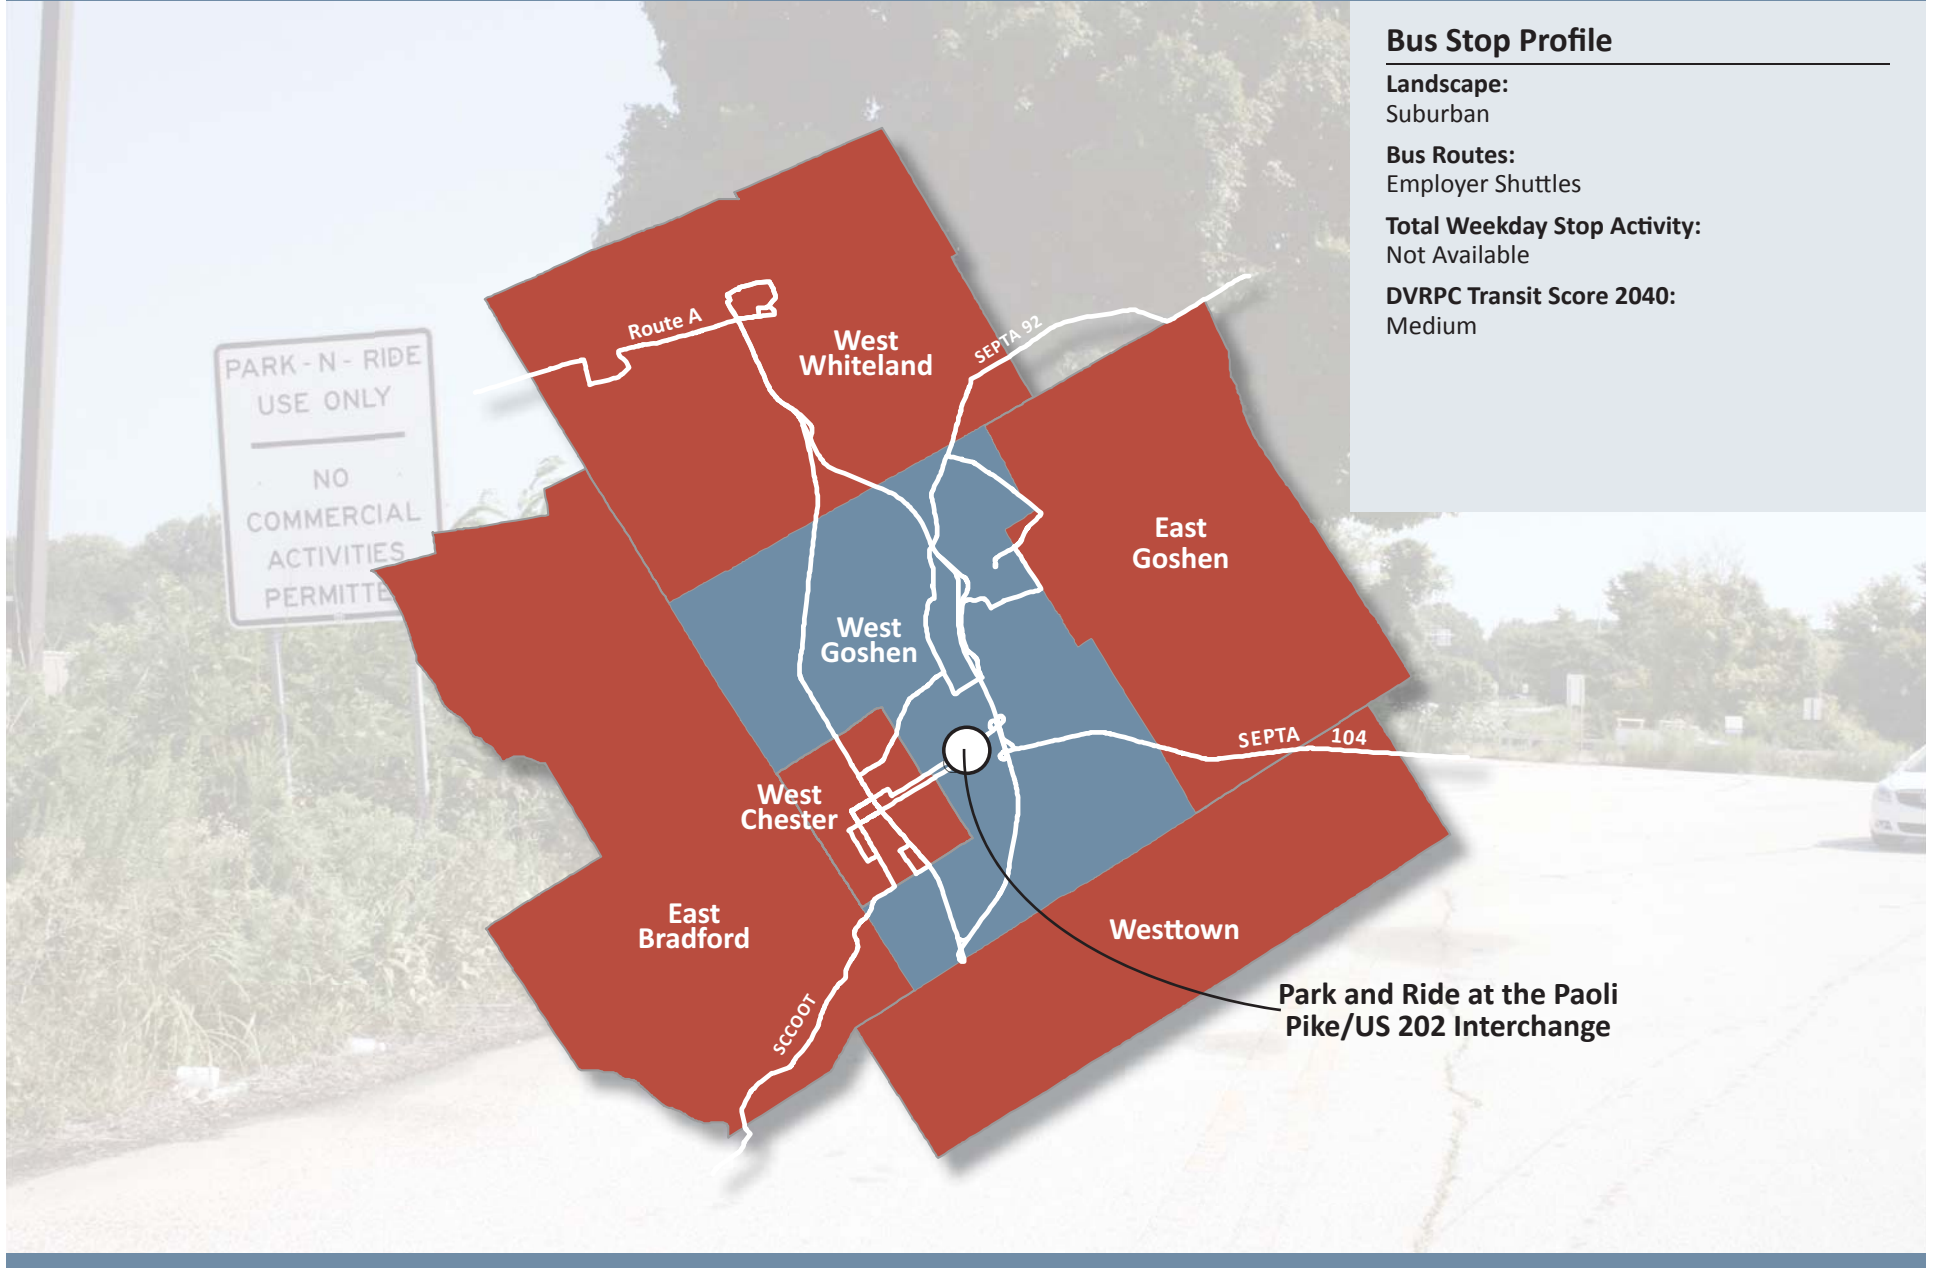 Bus Stop Profile
Landscape:
Suburban
Bus Routes:
Employer Shuttles
Total Weekday Stop Activity:
Not Available
DVRPC Transit Score 2040:
Medium
Route A
West
Whiteland
SEPTA 92
PARK - N - RIDE
USE ONLY
NO
COMMERCIAL
ACTIVITIES
PERMITTE
East
Goshen
West
Goshen
SEPTA 104
West
Chester
East
Bradford
Westtown
SCCOOT
Park and Ride at the Paoli
Pike/US 202 Interchange